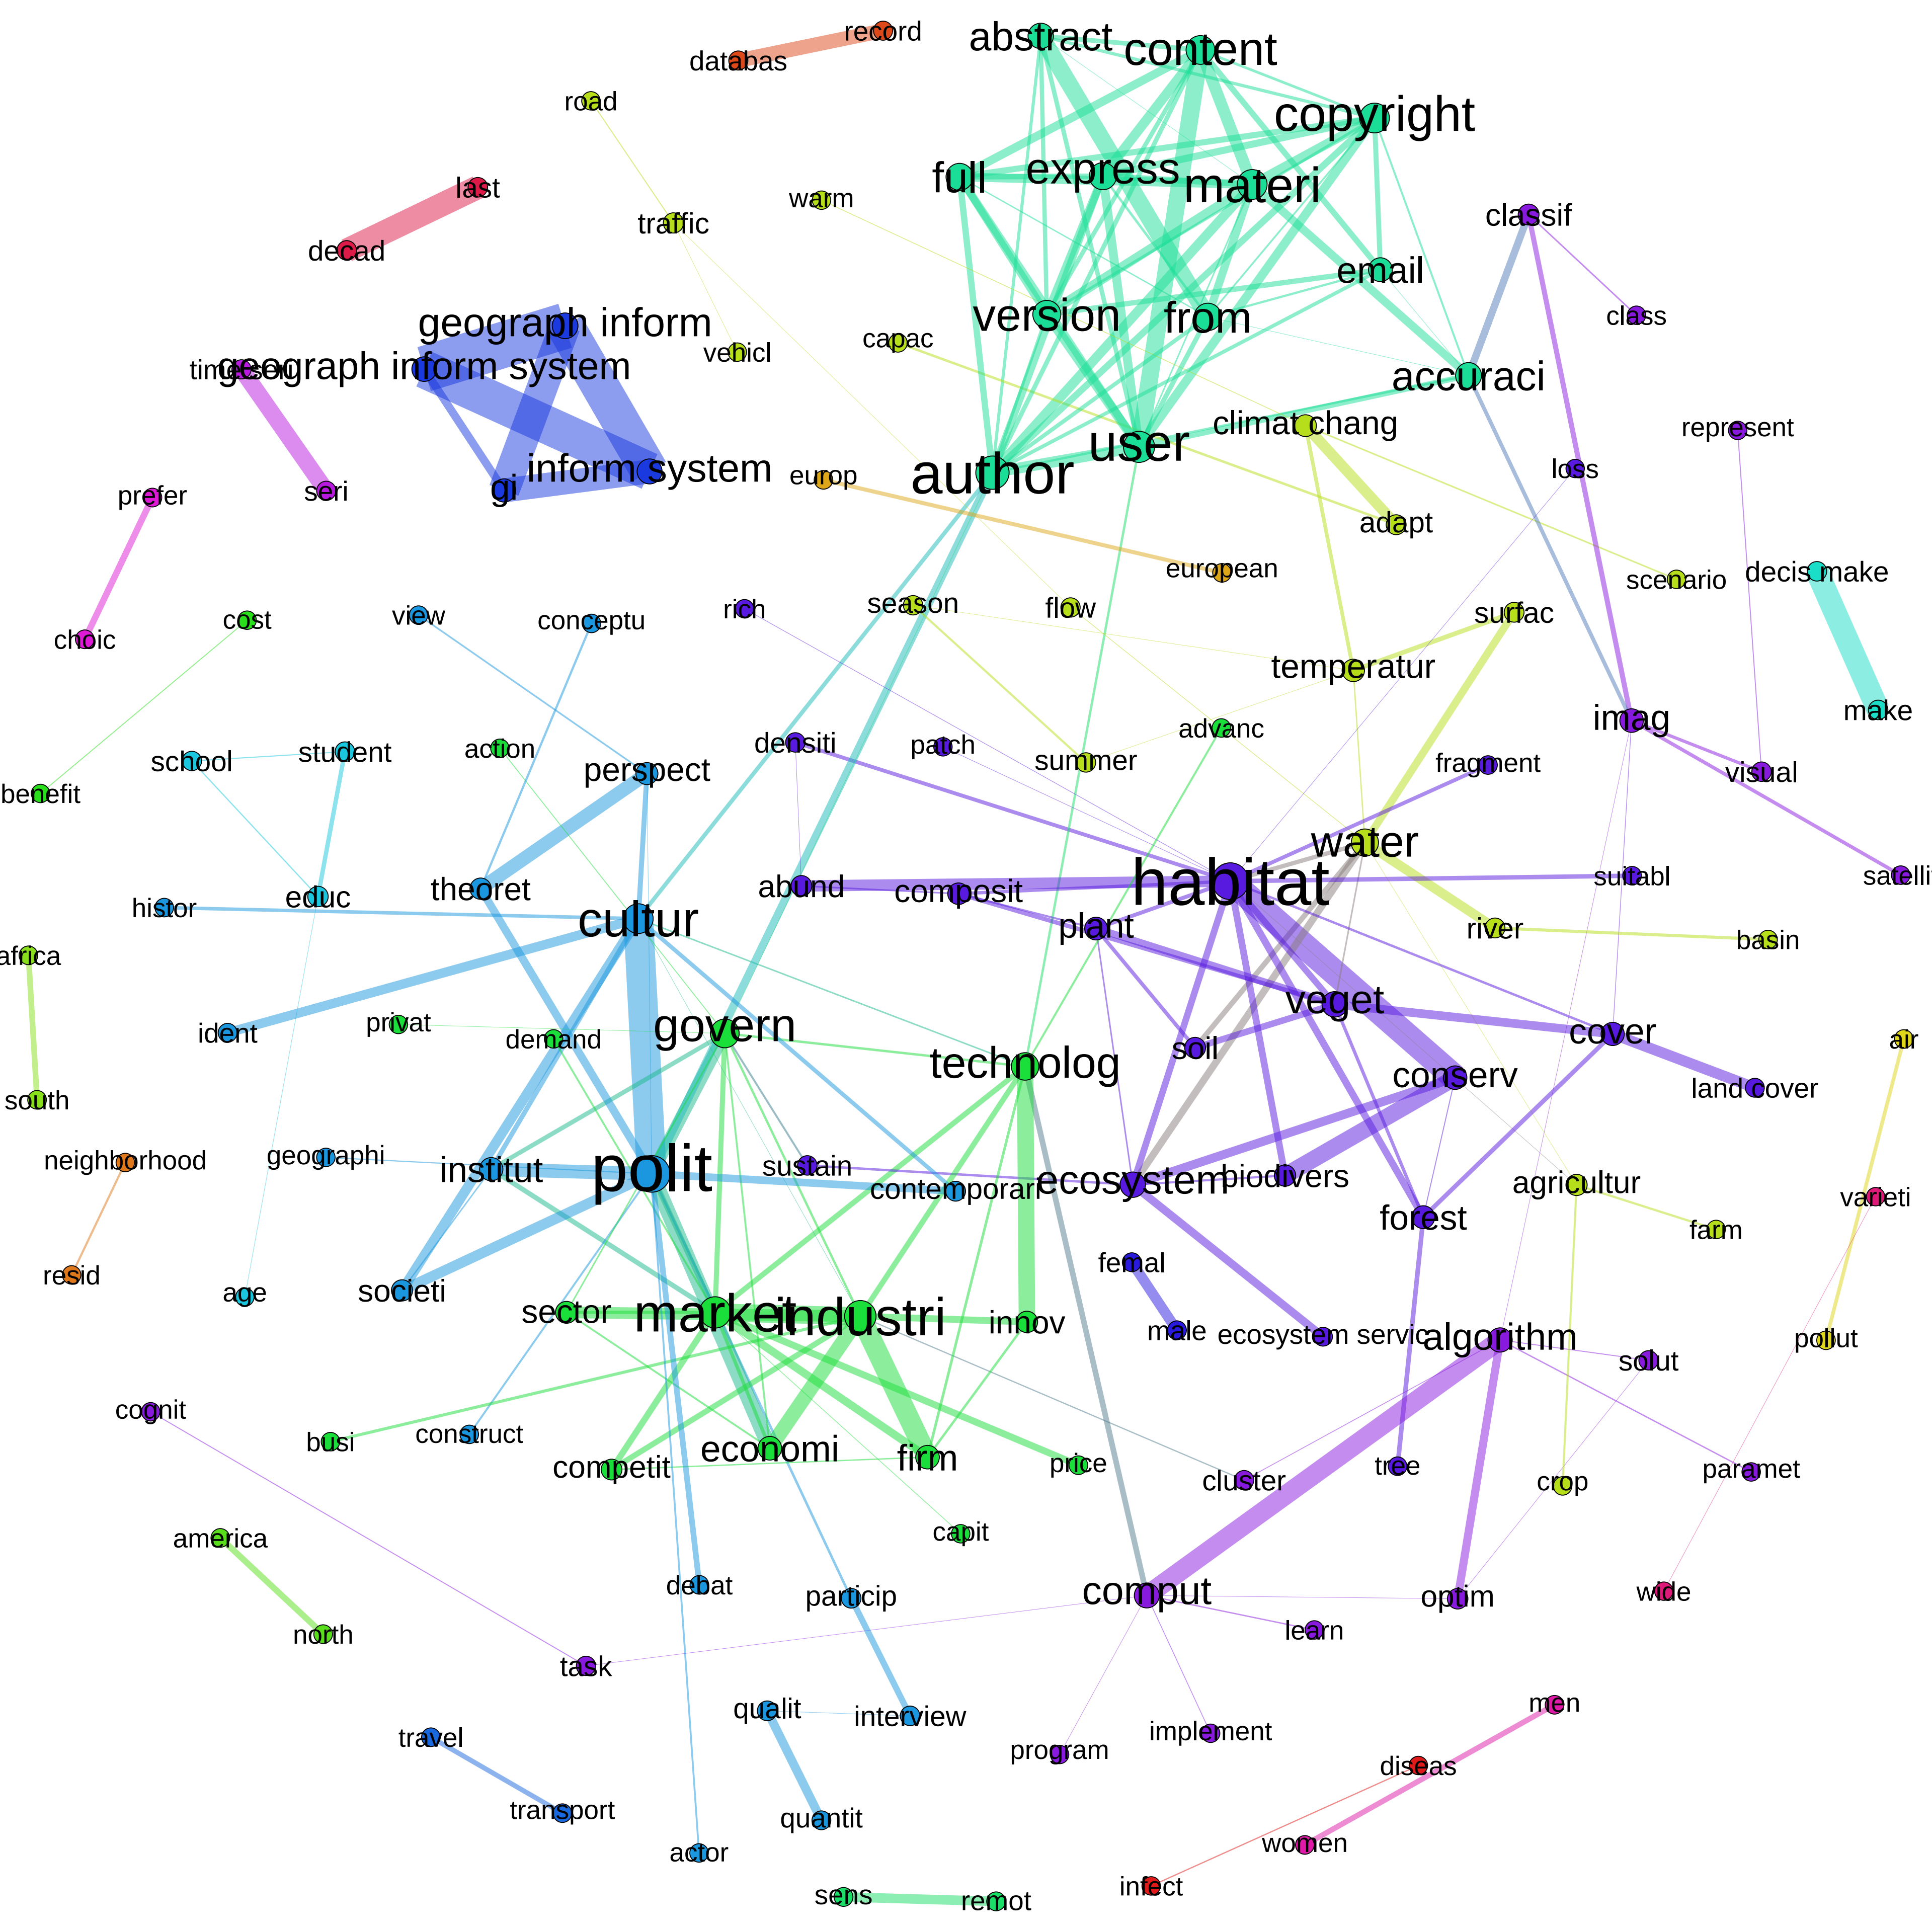 record
databas
abstract
content
road
copyright
last
warm
full
express
materi
classif
traffic
decad
email
class
geograph inform
version
from
vehicl
capac
time seri
geograph inform system
accuraci
climat chang
represent
user
author
inform system
gi
europ
loss
prefer
seri
adapt
european
scenario
decis make
cost
view
conceptu
rich
season
flow
surfac
choic
temperatur
make
imag
school
student
action
perspect
densiti
patch
summer
advanc
fragment
visual
benefit
water
histor
educ
theoret
cultur
abund
composit
habitat
suitabl
satelli
plant
river
basin
africa
ident
privat
demand
govern
technolog
veget
soil
cover
air
conserv
land cover
south
neighborhood
geographi
institut
polit
sustain
contemporari
ecosystem
biodivers
agricultur
varieti
forest
farm
resid
age
societi
femal
sector
market
industri
innov
male
ecosystem servic
algorithm
solut
pollut
cognit
busi
construct
competit
economi
firm
price
cluster
tree
crop
paramet
america
capit
north
debat
particip
comput
optim
wide
learn
task
travel
qualit
interview
program
implement
men
diseas
transport
quantit
actor
women
infect
sens
remot